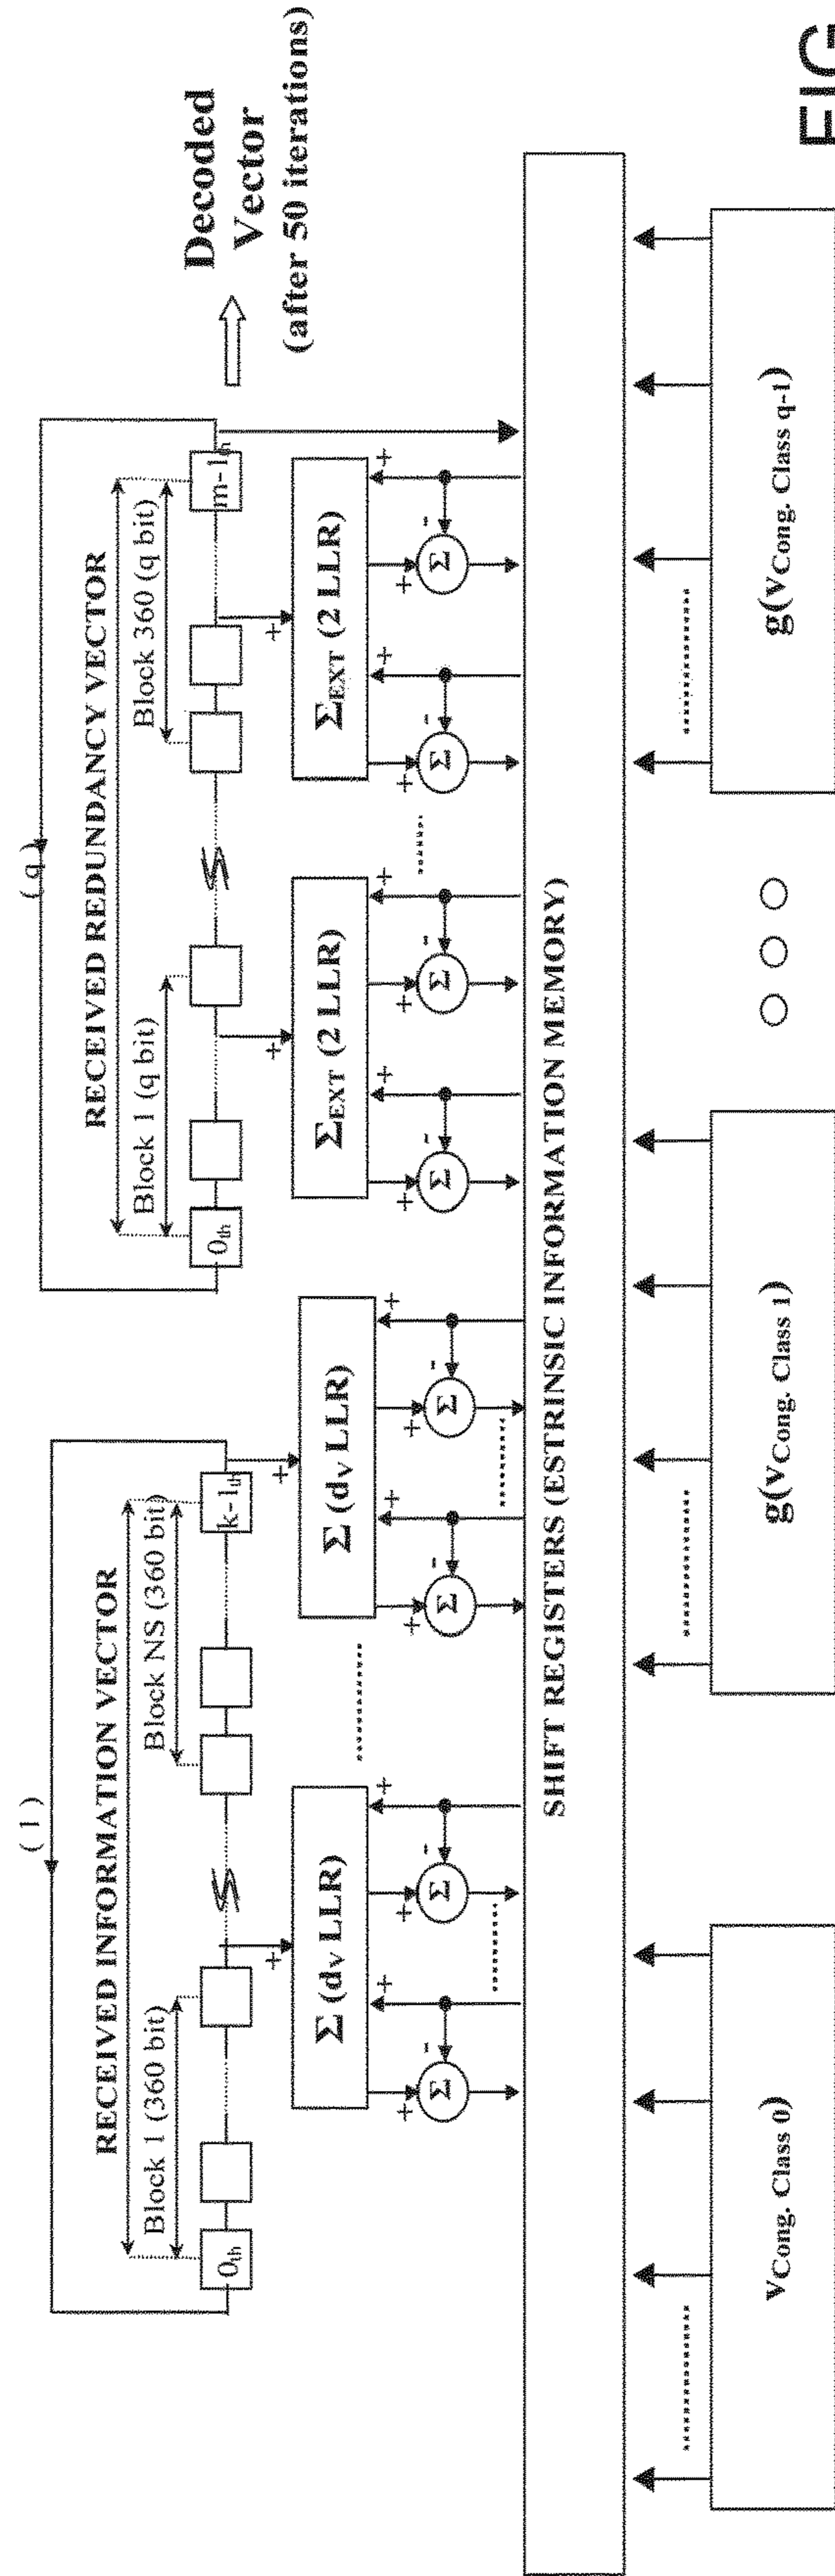 ( 1 )
RECEIVED INFORMATION VECTOR
Block 1 (360 bit)
Block NS (360 bit)
0th
k-1th
( q )
RECEIVED REDUNDANCY VECTOR
Block 1 (q bit)
Block 360 (q bit)
0th
m-1th
Decoded
Vector
(after 50 iterations)
+
+
+
+
Σ (dv LLR)
Σ (dv LLR)
ΣEXT (2 LLR)
ΣEXT (2 LLR)
+ Σ - +
+ Σ - +
+ Σ - +
+ Σ - +
+ Σ - +
+ Σ - +
+ Σ - +
+ Σ - +
SHIFT REGISTERS (ESTRINSIC INFORMATION MEMORY)
vCong. Class 0)
g(vCong. Class 1)
g(vCong. Class q-1)
FIG